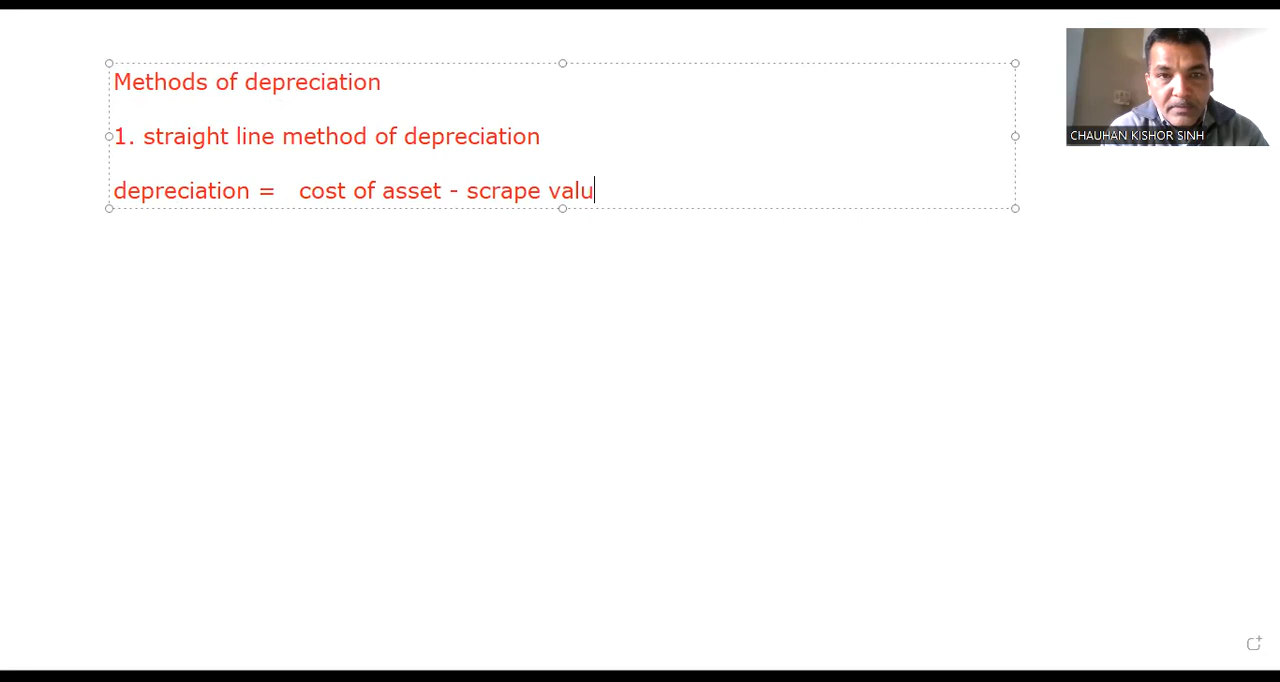 Methods of depreciation
1. straight line method of depreciation
depreciation = cost of asset - scrape valu
CHAUHAN KISHOR SINH